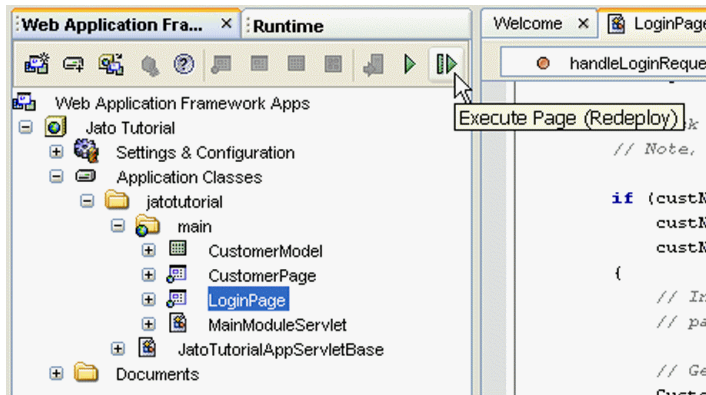 Web Application Fra... × Runtime
Welcome × LoginPage
handleLoginReque
Execute Page (Redeploy)
Web Application Framework Apps
Jato Tutorial
// Note,
Settings & Configuration
Application Classes
jatotutorial
if (custN
main
custN
CustomerModel
custN
CustomerPage
{
LoginPage
// In
MainModuleServlet
// pa
JatoTutorialAppServletBase
Documents
// Ge